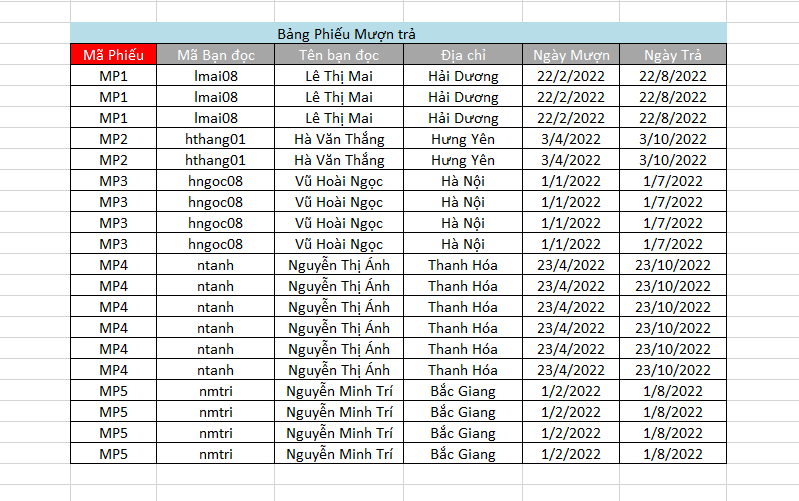 Bảng Phiếu Mượn trả
Mã Phiếu Mã Bạn đọc Tên bạn đọc Địa chỉ Ngày Mượn Ngày Trả
MP1 lmai08 Lê Thị Mai Hải Dương 22/2/2022 22/8/2022
MP1 lmai08 Lê Thị Mai Hải Dương 22/2/2022 22/8/2022
MP1 lmai08 Lê Thị Mai Hải Dương 22/2/2022 22/8/2022
MP2 hthang01 Hà Văn Thắng Hưng Yên 3/4/2022 3/10/2022
MP2 hthang01 Hà Văn Thắng Hưng Yên 3/4/2022 3/10/2022
MP3 hngoc08 Vũ Hoài Ngọc Hà Nội 1/1/2022 1/7/2022
MP3 hngoc08 Vũ Hoài Ngọc Hà Nội 1/1/2022 1/7/2022
MP3 hngoc08 Vũ Hoài Ngọc Hà Nội 1/1/2022 1/7/2022
MP3 hngoc08 Vũ Hoài Ngọc Hà Nội 1/1/2022 1/7/2022
MP4 ntanh Nguyễn Thị Ánh Thanh Hóa 23/4/2022 23/10/2022
MP4 ntanh Nguyễn Thị Ánh Thanh Hóa 23/4/2022 23/10/2022
MP4 ntanh Nguyễn Thị Ánh Thanh Hóa 23/4/2022 23/10/2022
MP4 ntanh Nguyễn Thị Ánh Thanh Hóa 23/4/2022 23/10/2022
MP4 ntanh Nguyễn Thị Ánh Thanh Hóa 23/4/2022 23/10/2022
MP4 ntanh Nguyễn Thị Ánh Thanh Hóa 23/4/2022 23/10/2022
MP5 nmtri Nguyễn Minh Trí Bắc Giang 1/2/2022 1/8/2022
MP5 nmtri Nguyễn Minh Trí Bắc Giang 1/2/2022 1/8/2022
MP5 nmtri Nguyễn Minh Trí Bắc Giang 1/2/2022 1/8/2022
MP5 nmtri Nguyễn Minh Trí Bắc Giang 1/2/2022 1/8/2022